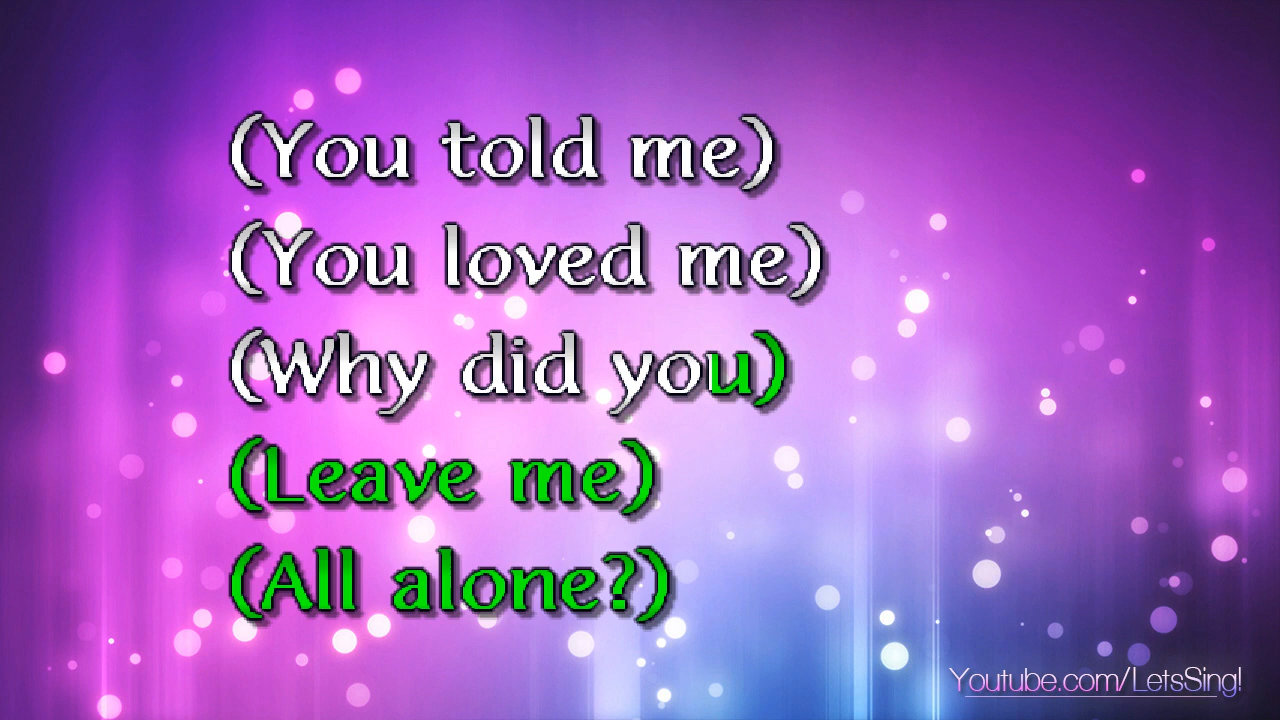 (You told me)
(You loved me)
(Why did you)
(Leave me)
(All alone?)
Youtube.com/LetsSing!